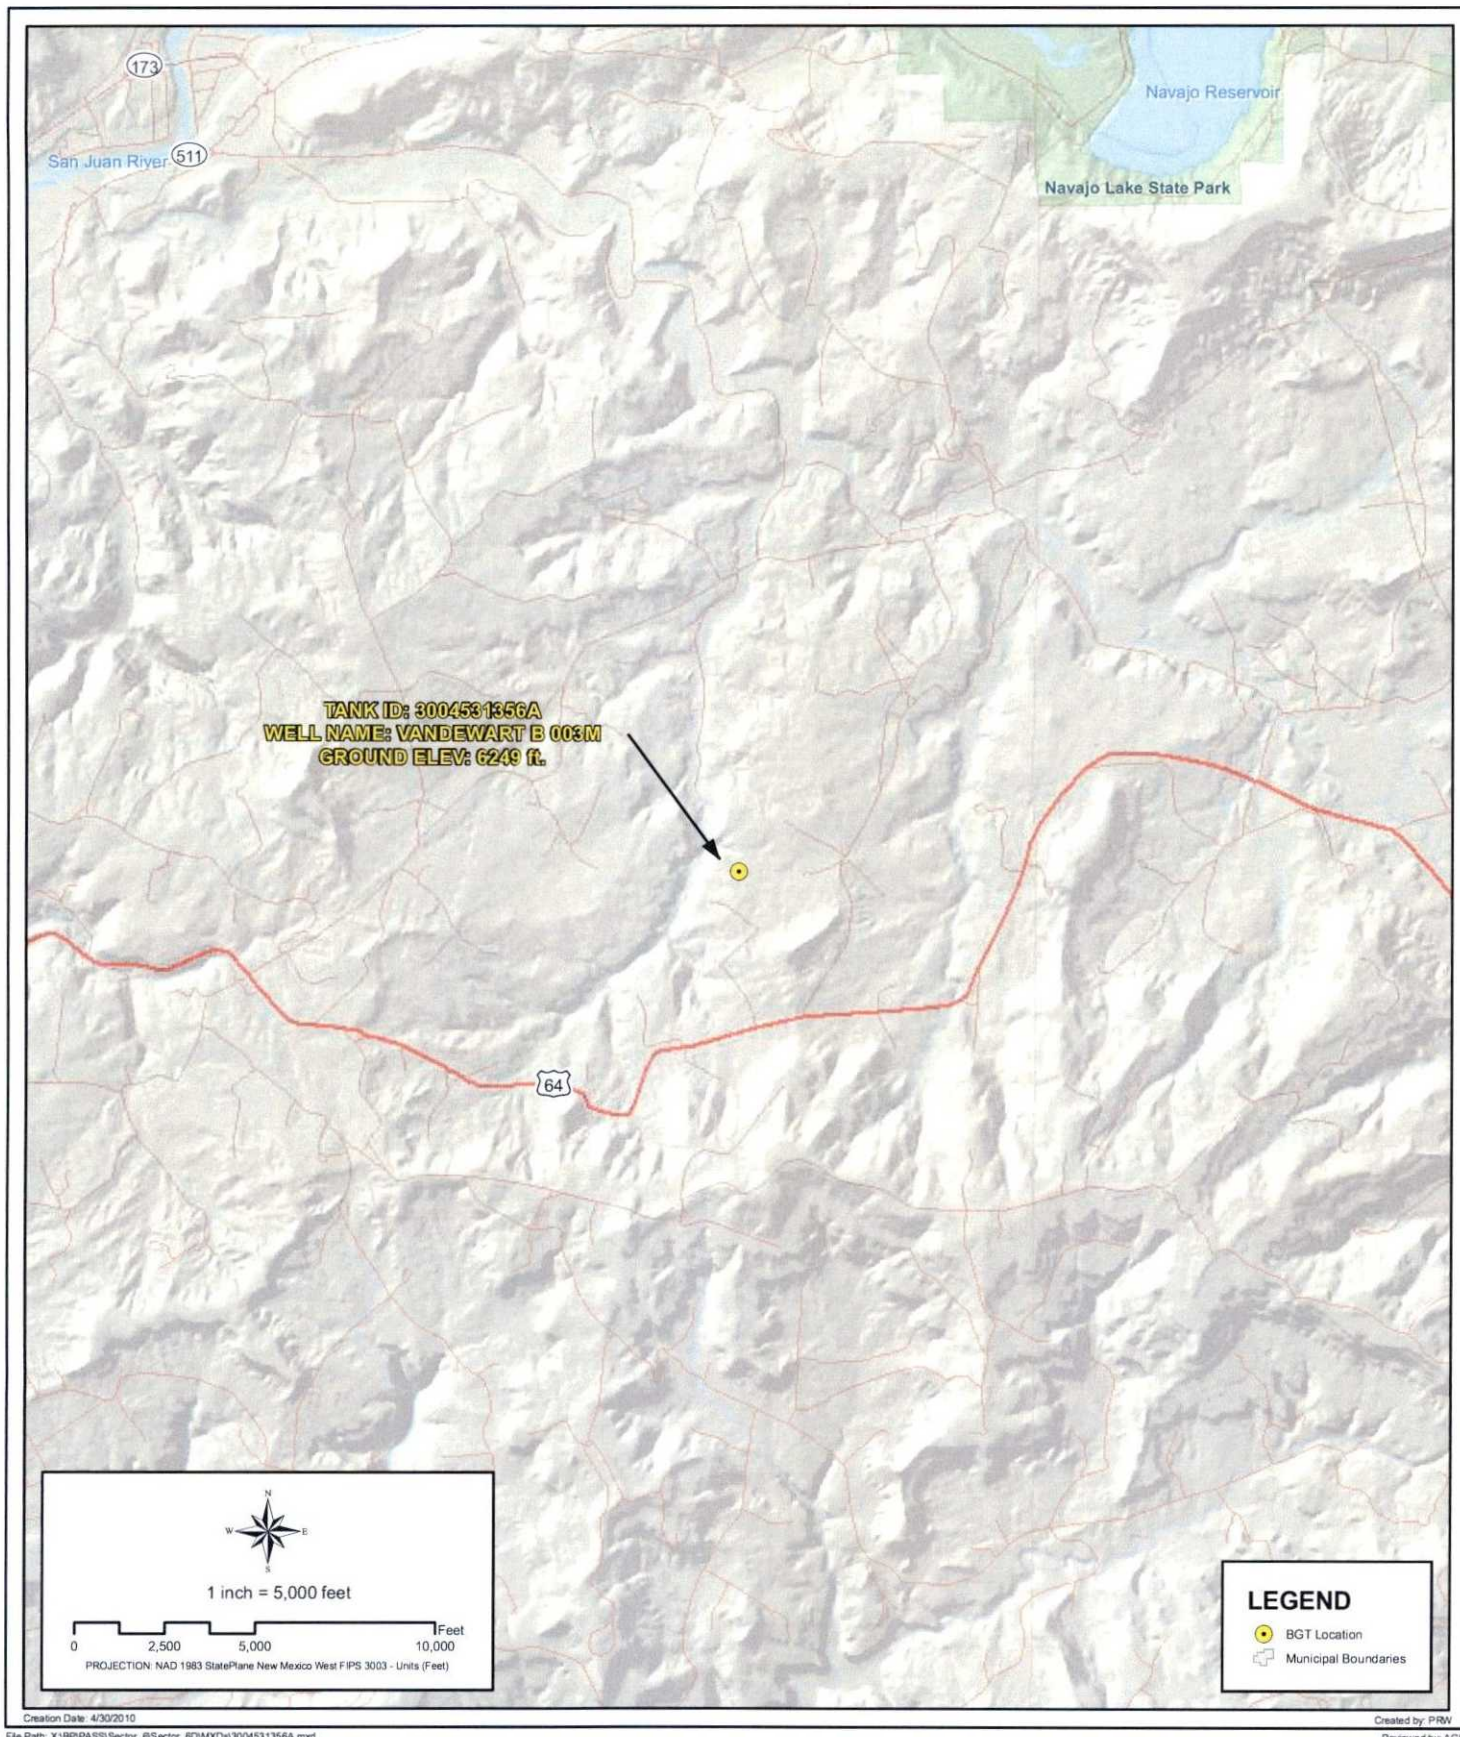 173
Navajo Reservoir
San Juan River
511
Navajo Lake State Park
TANK ID: 3004531356A
WELL NAME: VANDEWART B 003M
GROUND ELEV: 6249 ft.
64
N
W E
S
1 inch = 5,000 feet
Feet
0 2,500 5,000 10,000
PROJECTION: NAD 1983 StatePlane New Mexico West FIPS 3003 - Units (Feet)
LEGEND
BGT Location
Municipal Boundaries
Creation Date: 4/30/2010
Created by: PRW